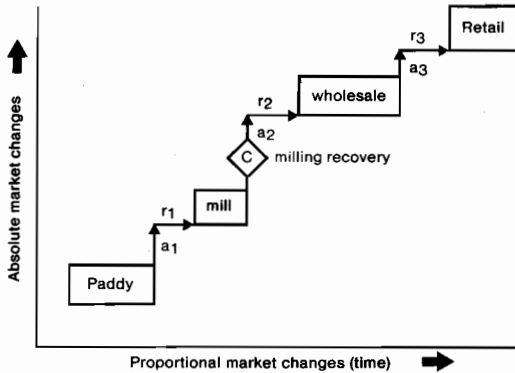 Retail
r3
a3
wholesale
r2
a2
C
milling recovery
mill
r1
a1
Paddy
Absolute market changes
Proportional market changes (time)